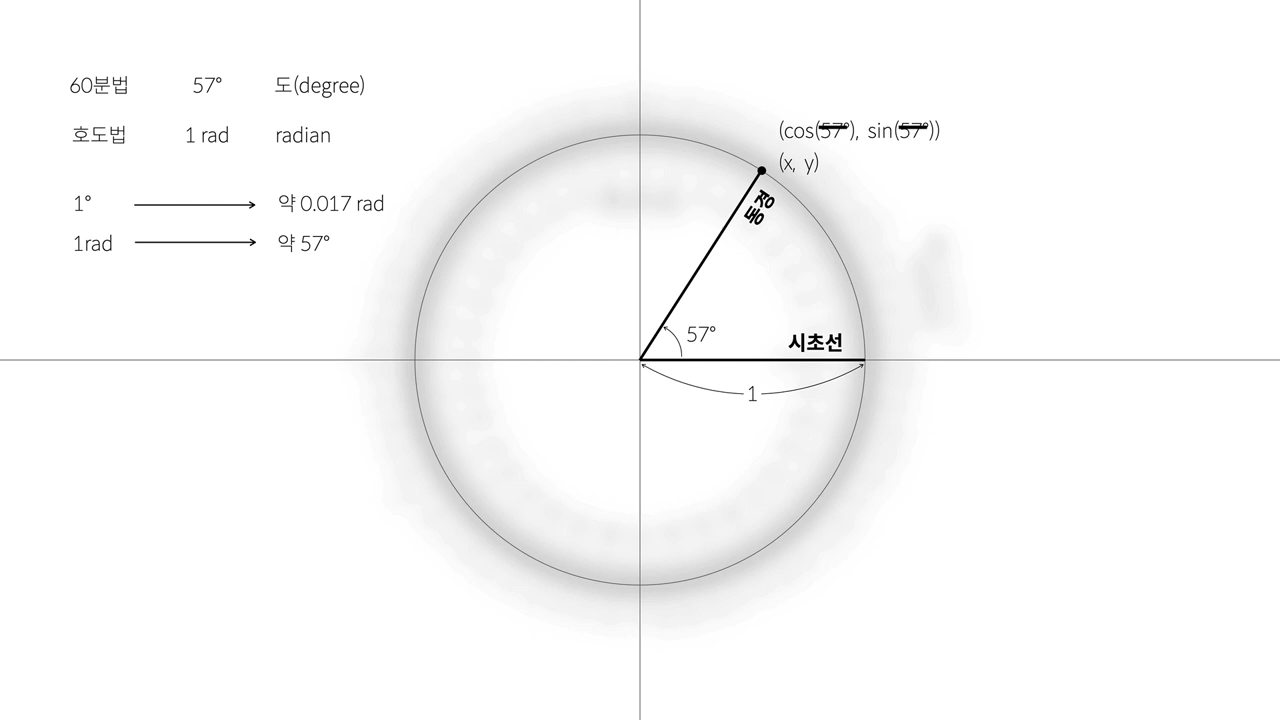 60분법 57° 도(degree)
호도법 1 rad radian
1° 약 0.017 rad
1rad 약 57°
(cos(57°), sin(57°))
(x, y)
동경
57°
시초선
1